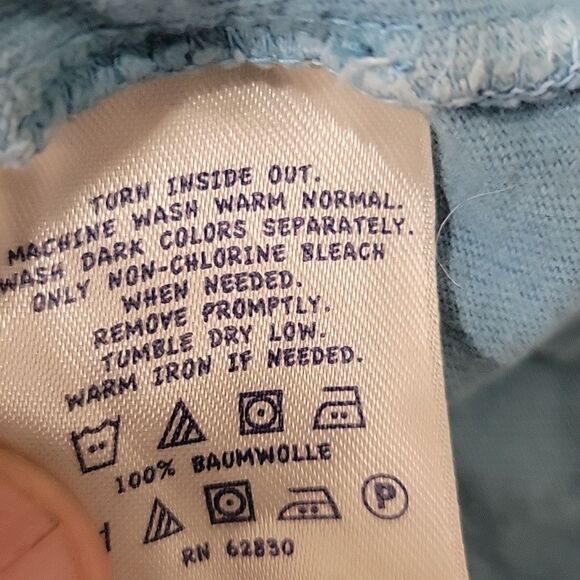 TURN INSIDE OUT.
MACHINE WASH WARM NORMAL.
WASH DARK COLORS SEPARATELY.
ONLY NON-CHLORINE BLEACH
WHEN NEEDED.
REMOVE PROMPTLY.
TUMBLE DRY LOW.
WARM IRON IF NEEDED.
100% BAUMWOLLE
P
RN 62830